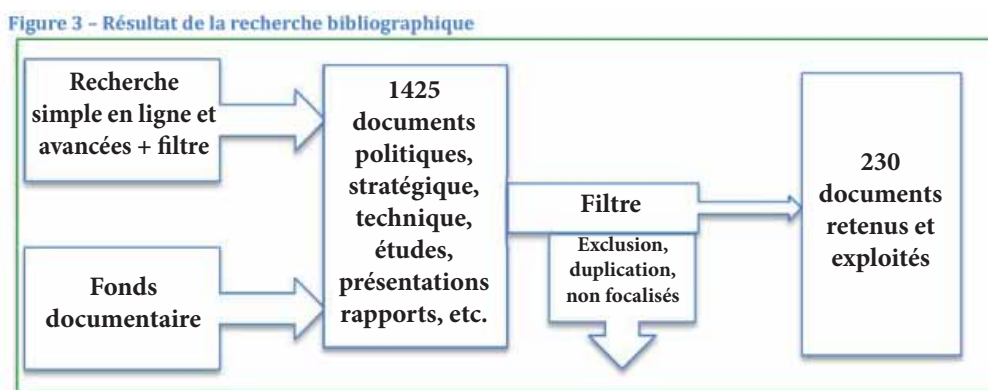 Figure 3 – Résultat de la recherche bibliographique
Recherche
simple en ligne et
avancées + filtre
Fonds
documentaire
1425
documents
politiques,
stratégique,
technique,
études,
présentations
rapports, etc.
Filtre
Exclusion,
duplication,
non focalisés
230
documents
retenus et
exploités